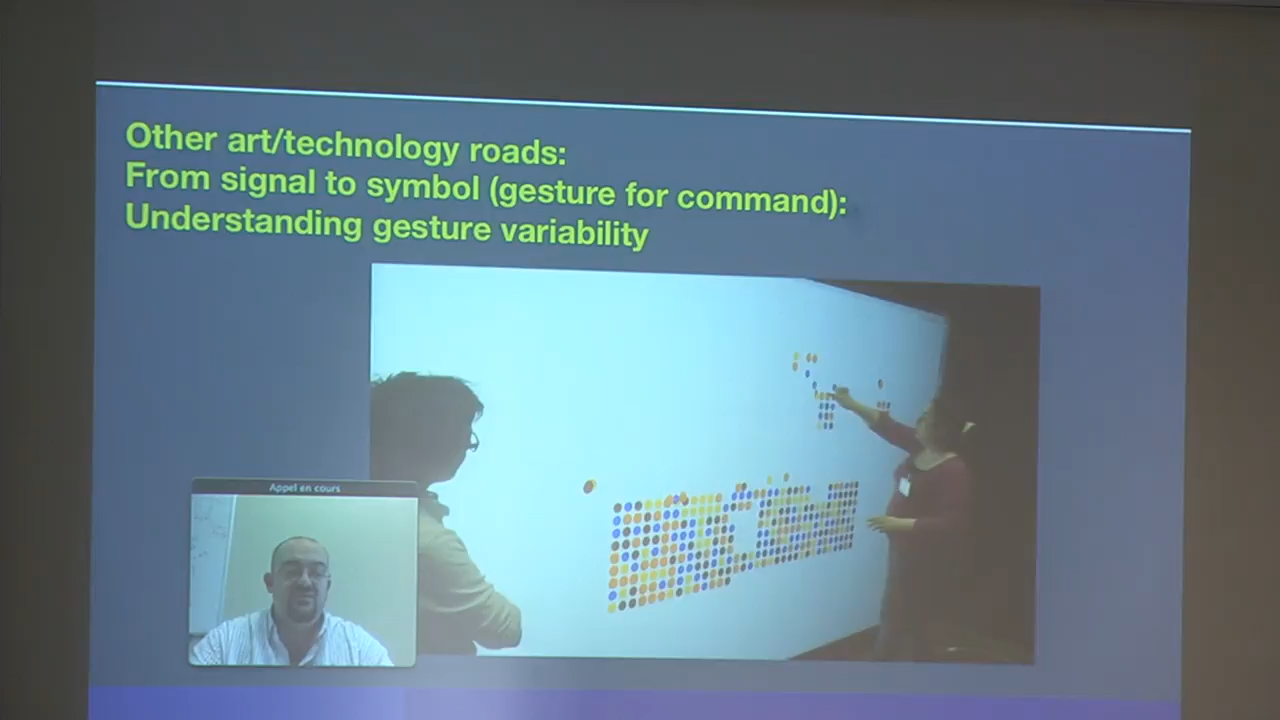 Other art/technology roads:
From signal to symbol (gesture for command):
Understanding gesture variability
Appel en cours